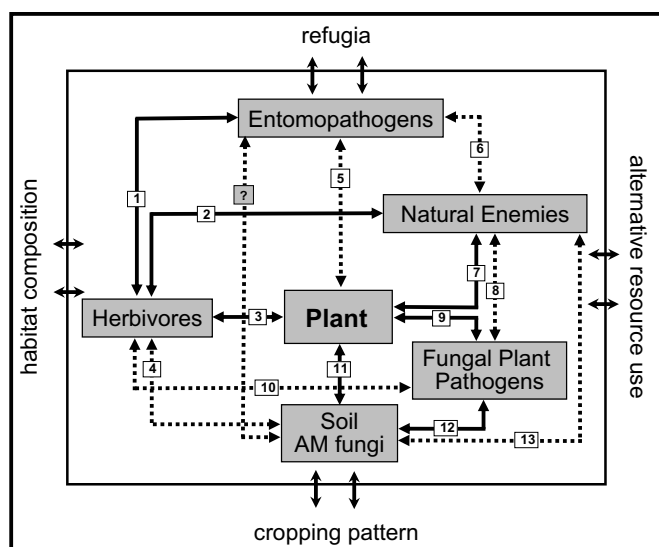 refugia
Entomopathogens
6
5
1
?
2
Natural Enemies
habitat composition
alternative resource use
7
8
Herbivores
3
Plant
9
Fungal Plant
Pathogens
4
11
10
Soil
AM fungi
12
13
cropping pattern